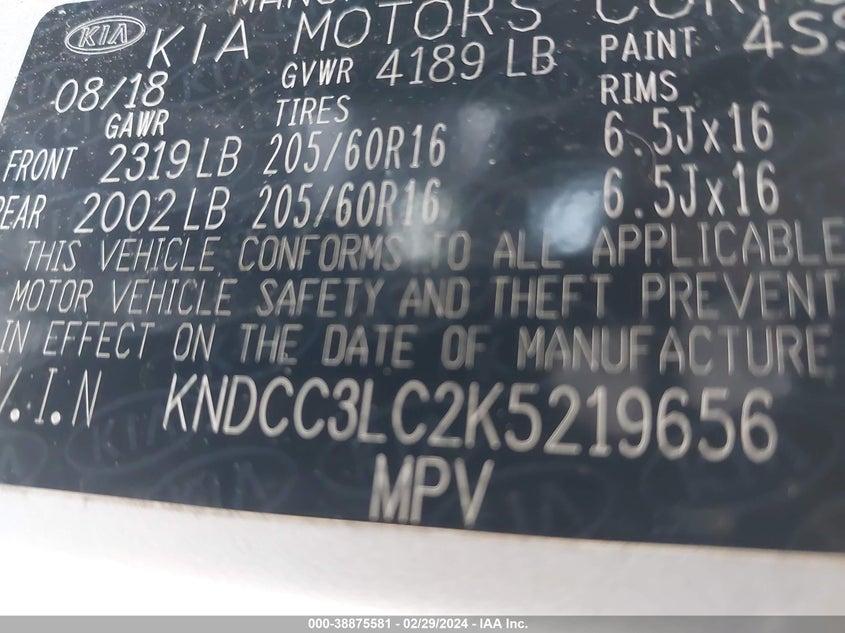 KIA
KIA MOTORS
08/18 GVWR 4189 LB PAINT
GAWR TIRES RIMS
FRONT 2319 LB 205/60R16 6.5Jx16
2002 LB 205/60R16 6.5Jx16
THIS VEHICLE CONFORMS TO ALL APPLICABLE
MOTOR VEHICLE SAFETY AND THEFT PREVENT
IN EFFECT ON THE DATE OF MANUFACTURE
V.I.N KNDCC3LC2K5219656
MPV
000-38875581 - 02/29/2024 - IAA Inc.